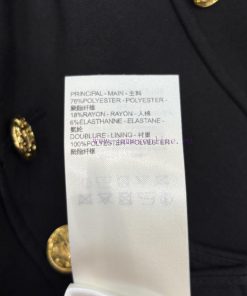 PRINCIPAL - MAIN - 主料
76%POLYESTER - POLYESTER -
聚酯纤维
18%RAYON - RAYON - 人棉
6%ELASTHANNE - ELASTANE -
氨纶
DOUBLURE - LINING - 衬里
100%POLYESTER - POLYESTER -
聚酯纤维